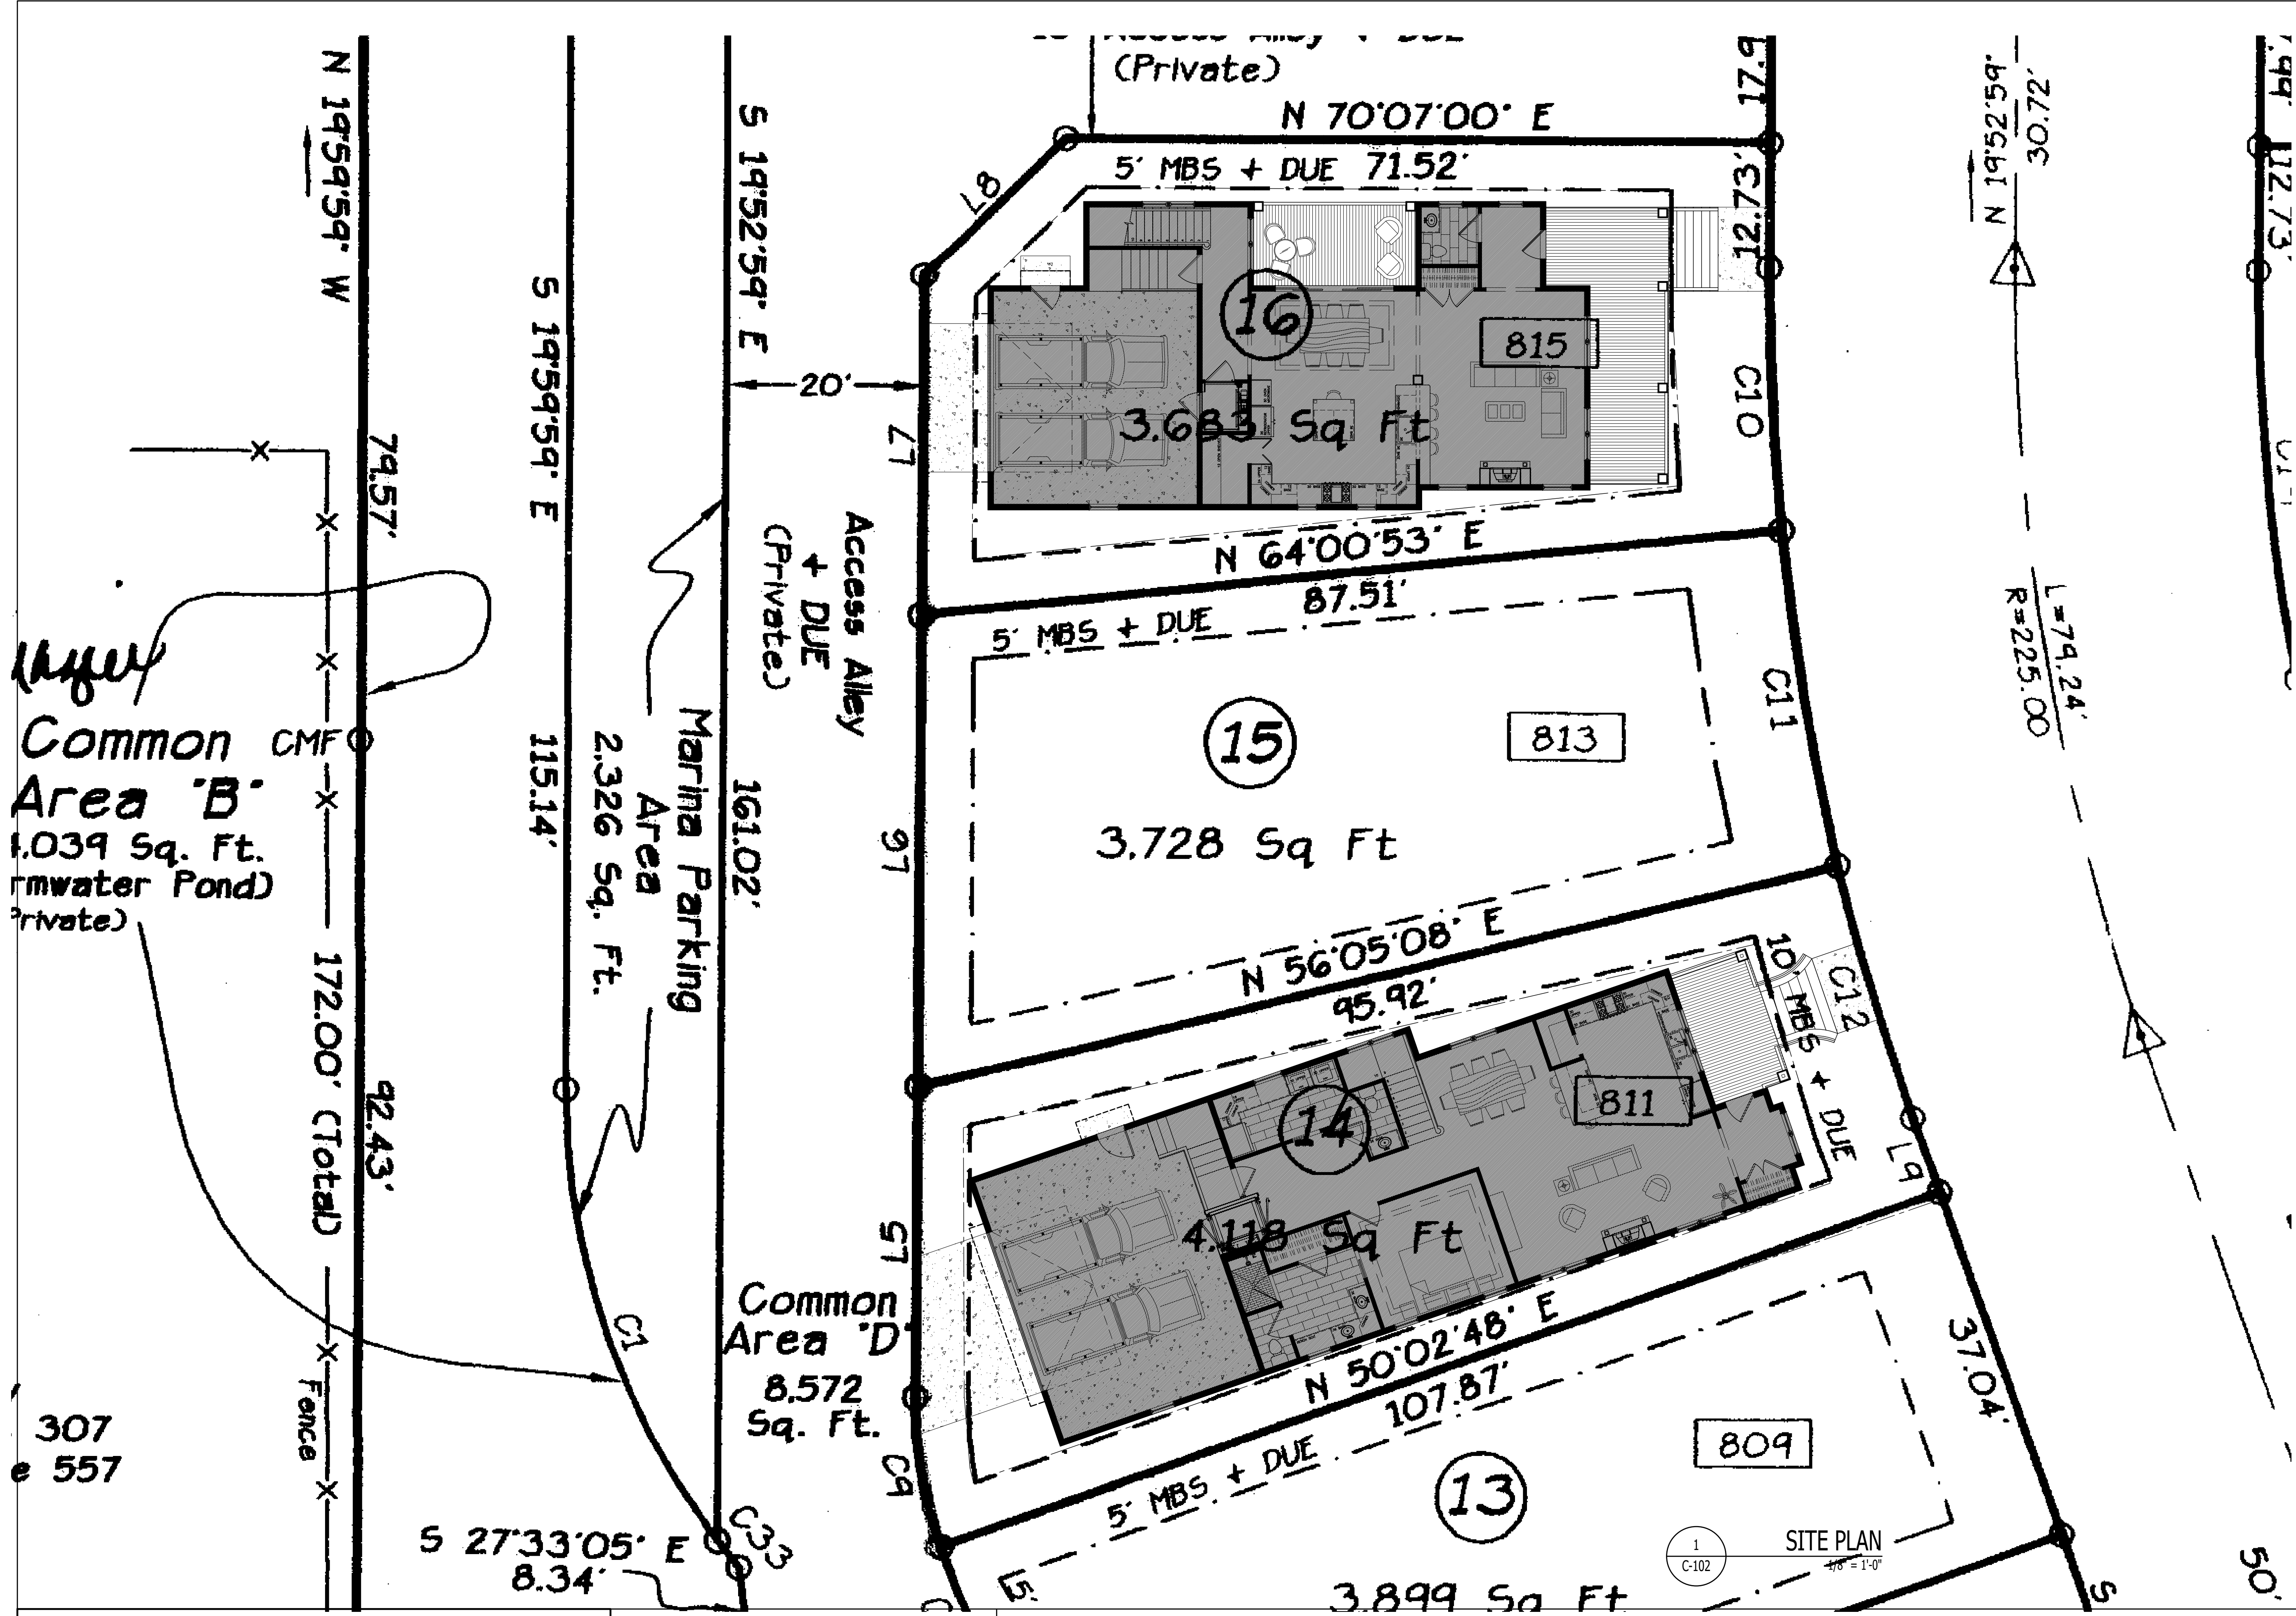 (Private)
N 70°07'00" E
5' MBS + DUE 71.52'
L8
17.9
12.73'
N 19°52'59"
30.72'
12.73'
N 19°59'59" W
S 19°59'59" E
S 19°52'59" E
20'
L7
16
815
3,683 Sq Ft
C10
N 64°00'53" E
87.51'
79.57'
Access Alley
+ DUE
(Private)
5' MBS + DUE
L=79.24'
R=225.00
C11
15
813
3,728 Sq Ft
Common
Area "B"
CMF
,039 Sq. Ft.
rmwater Pond)
Private)
115.14'
Marina Parking
Area
2,326 Sq. Ft.
161.02'
L6
N 56°05'08" E
95.92'
10' MBS + DUE
C12
172.00' (Total)
92.43'
14
811
4,118 Sq Ft
L9
L5
Common
Area "D"
8,572
Sq. Ft.
C1
N 50°02'48" E
107.87'
37.04'
Fence
307
e 557
C9
5' MBS + DUE
13
809
S 27°33'05" E
8.34'
C33
3,899 Sq Ft
1
C-102
SITE PLAN
1/8" = 1'-0"
50'
S